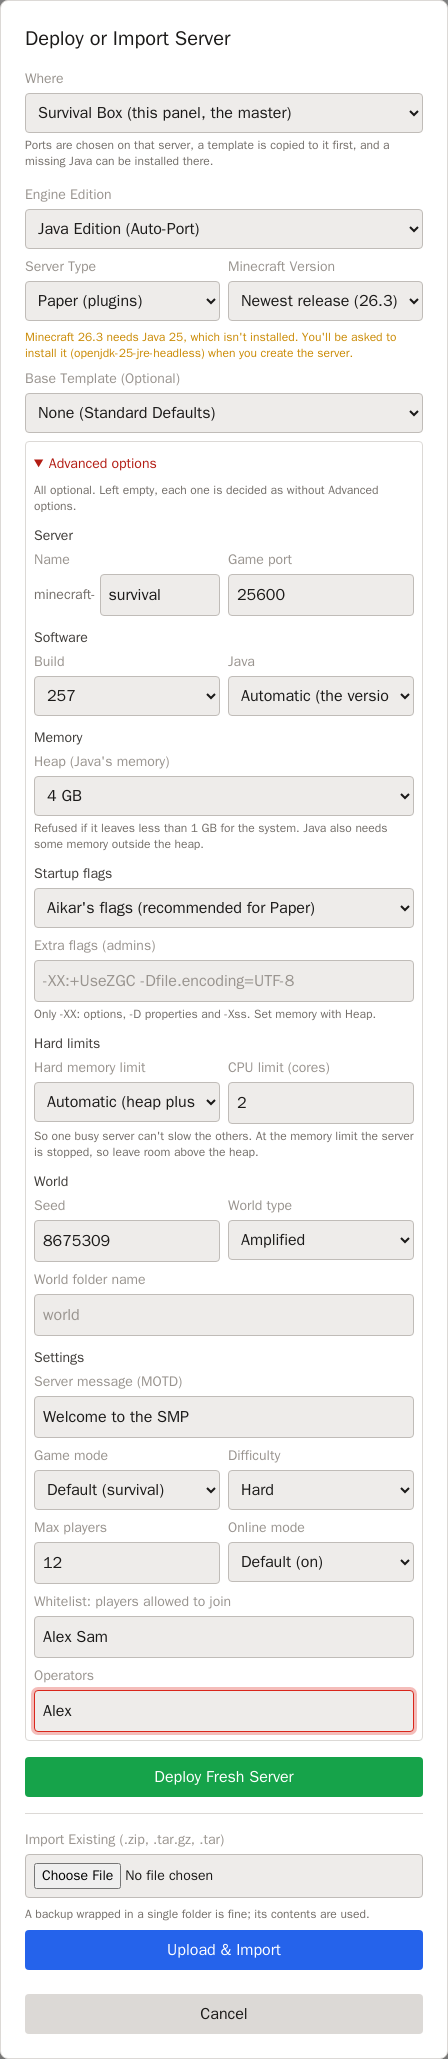 Deploy or Import Server
Where
Survival Box (this panel, the master)
Ports are chosen on that server, a template is copied to it first, and a
missing Java can be installed there.
Engine Edition
Java Edition (Auto-Port)
Server Type
Minecraft Version
Paper (plugins)
Newest release (26.3)
Minecraft 26.3 needs Java 25, which isn't installed. You'll be asked to
install it (openjdk-25-jre-headless) when you create the server.
Base Template (Optional)
None (Standard Defaults)
▼ Advanced options
All optional. Left empty, each one is decided as without Advanced
options.
Server
Name
Game port
minecraft-
survival
25600
Software
Build
Java
257
Automatic (the versio
Memory
Heap (Java's memory)
4 GB
Refused if it leaves less than 1 GB for the system. Java also needs
some memory outside the heap.
Startup flags
Aikar's flags (recommended for Paper)
Extra flags (admins)
-XX:+UseZGC -Dfile.encoding=UTF-8
Only -XX: options, -D properties and -Xss. Set memory with Heap.
Hard limits
Hard memory limit
CPU limit (cores)
Automatic (heap plus
2
So one busy server can't slow the others. At the memory limit the server
is stopped, so leave room above the heap.
World
Seed
World type
8675309
Amplified
World folder name
world
Settings
Server message (MOTD)
Welcome to the SMP
Game mode
Difficulty
Default (survival)
Hard
Max players
Online mode
12
Default (on)
Whitelist: players allowed to join
Alex Sam
Operators
Alex
Deploy Fresh Server
Import Existing (.zip, .tar.gz, .tar)
Choose File No file chosen
A backup wrapped in a single folder is fine; its contents are used.
Upload & Import
Cancel